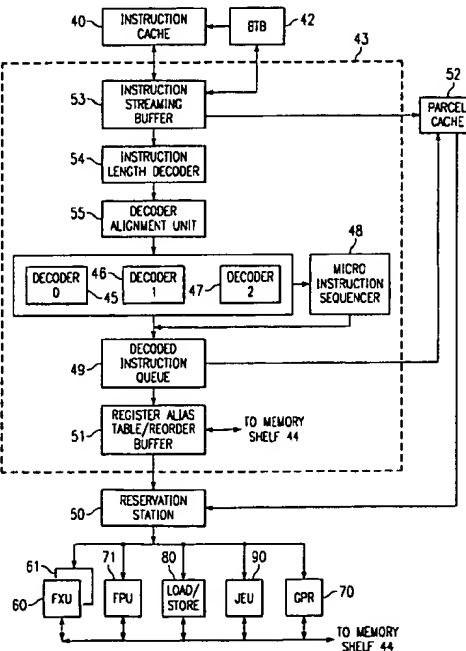 40
INSTRUCTION
CACHE
BTB
42
43
53
INSTRUCTION
STREAMING
BUFFER
52
PARCEL
CACHE
54
INSTRUCTION
LENGTH DECODER
55
DECODER
ALIGNMENT UNIT
48
DECODER
0
45
46
DECODER
1
47
DECODER
2
MICRO
INSTRUCTION
SEQUENCER
49
DECODED
INSTRUCTION
QUEUE
51
REGISTER ALIAS
TABLE/REORDER
BUFFER
TO MEMORY
SHELF 44
50
RESERVATION
STATION
61
60
FXU
71
FPU
80
LOAD/
STORE
90
JEU
GPR
70
TO MEMORY
SHELF 44